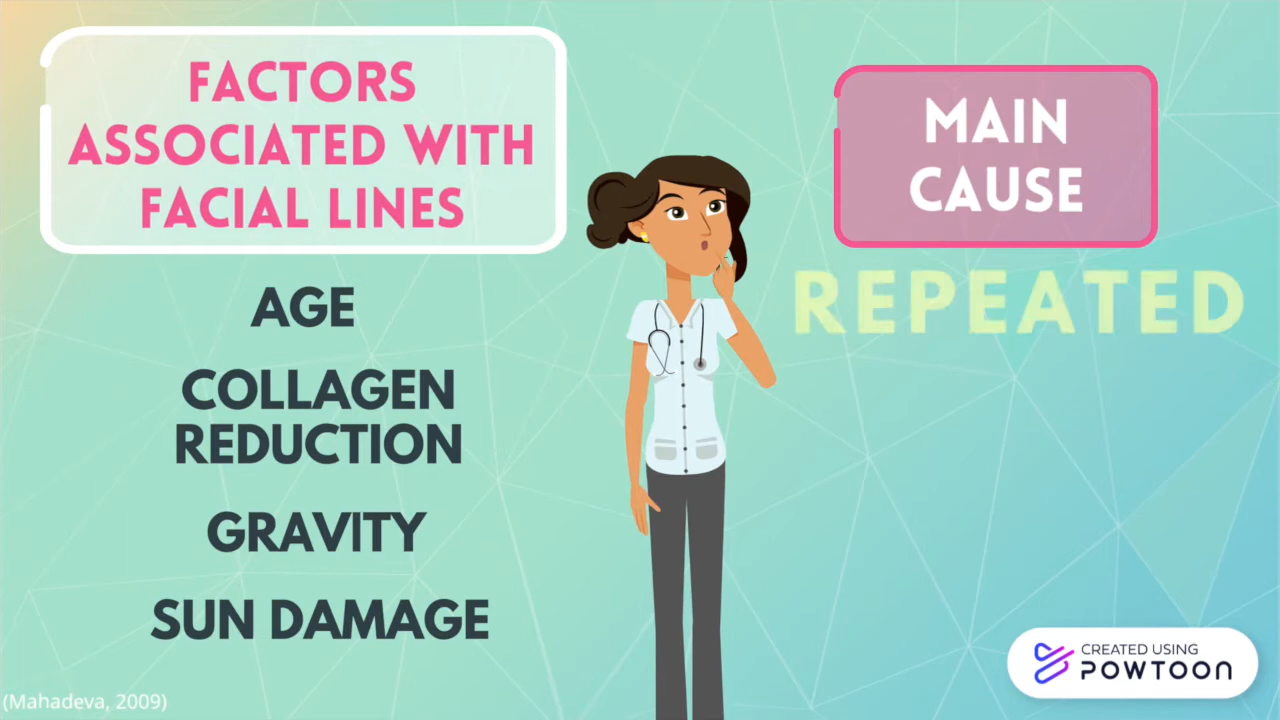 FACTORS
ASSOCIATED WITH
FACIAL LINES
AGE
COLLAGEN
REDUCTION
GRAVITY
SUN DAMAGE
MAIN
CAUSE
REPEATED
(Mahadeva, 2009)
CREATED USING
POWTOON